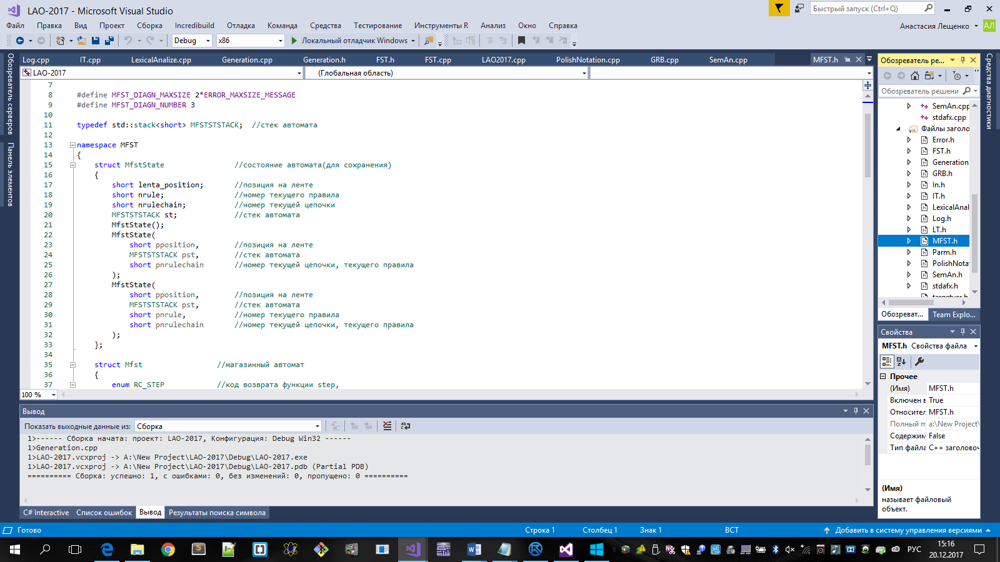 LAO-2017 - Microsoft Visual Studio
Быстрый запуск (Ctrl+Q)
Файл Правка Вид Проект Сборка Incredibuild Отладка Команда Средства Тестирование Инструменты R Анализ Окно Справка
Анастасия Лещенко АЛ
Debug x86 Локальный отладчик Windows
Обозреватель серверов
Панель элементов
Log.cpp IT.cpp LexicalAnalize.cpp Generation.cpp Generation.h FST.h FST.cpp LAO2017.cpp PolishNotation.cpp GRB.cpp SemAn.cpp MFST.h
LAO-2017 (Глобальная область)
7
8 #define MFST_DIAGN_MAXSIZE 2*ERROR_MAXSIZE_MESSAGE
9 #define MFST_DIAGN_NUMBER 3
10
11 typedef std::stack<short> MFSTSTSTACK; //стек автомата
12
13 namespace MFST
14 {
15 struct MfstState //состояние автомата(для сохранения)
16 {
17 short lenta_position; //позиция на ленте
18 short nrule; //номер текущего правила
19 short nrulechain; //номер текущей цепочки
20 MFSTSTSTACK st; //стек автомата
21 MfstState();
22 MfstState(
23 short pposition, //позиция на ленте
24 MFSTSTSTACK pst, //стек автомата
25 short pnrulechain //номер текущей цепочки, текущего правила
26 );
27 MfstState(
28 short pposition, //позиция на ленте
29 MFSTSTSTACK pst, //стек автомата
30 short pnrule, //номер текущего правила
31 short pnrulechain //номер текущей цепочки, текущего правила
32 );
33 };
34
35 struct Mfst //магазинный автомат
36 {
37 enum RC_STEP //код возврата функции step,
100 %
Вывод
Показать выходные данные из: Сборка
1>------ Сборка начата: проект: LAO-2017, Конфигурация: Debug Win32 ------
1>Generation.cpp
1>LAO-2017.vcxproj -> A:\New Project\LAO-2017\Debug\LAO-2017.exe
1>LAO-2017.vcxproj -> A:\New Project\LAO-2017\Debug\LAO-2017.pdb (Partial PDB)
========== Сборка: успешно: 1, с ошибками: 0, без изменений: 0, пропущено: 0 ==========
C# Interactive Список ошибок Вывод Результаты поиска символа
Обозреватель ре...
Обозреватель решени
SemAn.cpp
stdafx.cpp
Файлы заголо
Error.h
FST.h
Generation
GRB.h
In.h
IT.h
LexicalAnal
Log.h
LT.h
MFST.h
Parm.h
PolishNotat
SemAn.h
stdafx.h
targetver.h
Обозреват... Team Explo...
Свойства
MFST.h Свойства файла
Прочее
(Имя) MFST.h
Включен в True
Относител MFST.h
Полный п a:\New Project\
Содержим False
Тип файла C++ заголовоч
(Имя)
называет файловый
объект.
Средства диагностики
Готово Строка 1 Столбец 1 Знак 1 ВСТ Добавить в систему управления версиями
РУС 15:16
20.12.2017